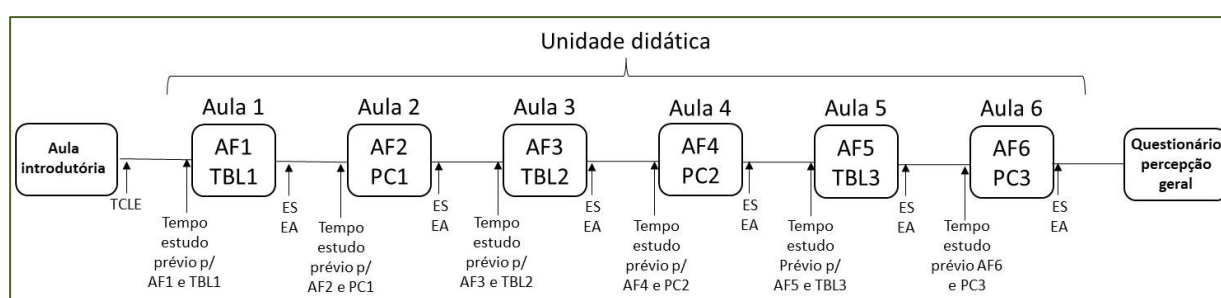 Unidade didática
Aula 1
Aula 2
Aula 3
Aula 4
Aula 5
Aula 6
Aula
introdutória
AF1
TBL1
AF2
PC1
AF3
TBL2
AF4
PC2
AF5
TBL3
AF6
PC3
Questionário
percepção
geral
TCLE
Tempo
estudo
prévio p/
AF1 e TBL1
ES
EA
Tempo
estudo
prévio p/
AF2 e PC1
ES
EA
Tempo
estudo
prévio p/
AF3 e TBL2
ES
EA
Tempo
estudo
prévio p/
AF4 e PC2
ES
EA
Tempo
estudo
Prévio p/
AF5 e TBL3
ES
EA
Tempo
estudo
prévio AF6
e PC3
ES
EA